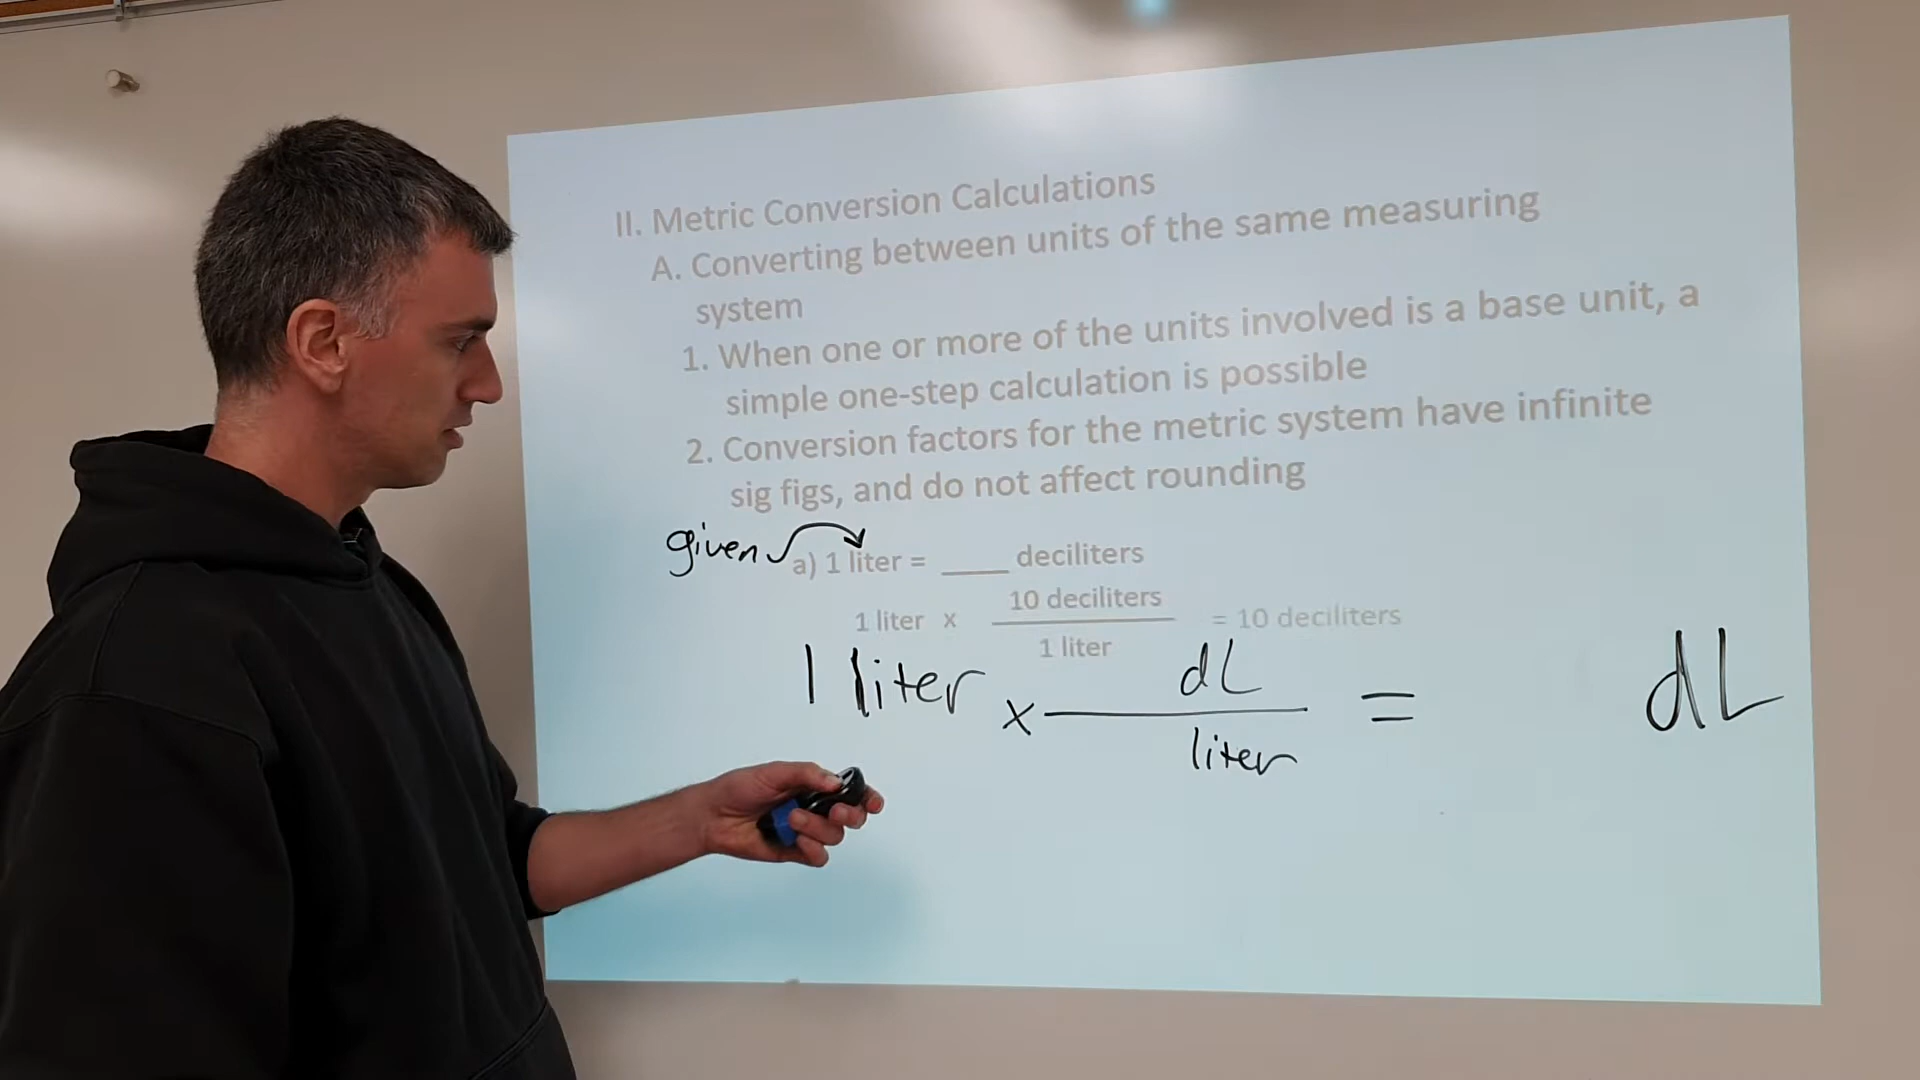 II. Metric Conversion Calculations
A. Converting between units of the same measuring
system
1. When one or more of the units involved is a base unit, a
simple one-step calculation is possible
2. Conversion factors for the metric system have infinite
sig figs, and do not affect rounding
given
a) 1 liter = ____ deciliters
10 deciliters
1 liter x = 10 deciliters
1 liter
dL
1 liter x = dL
liter